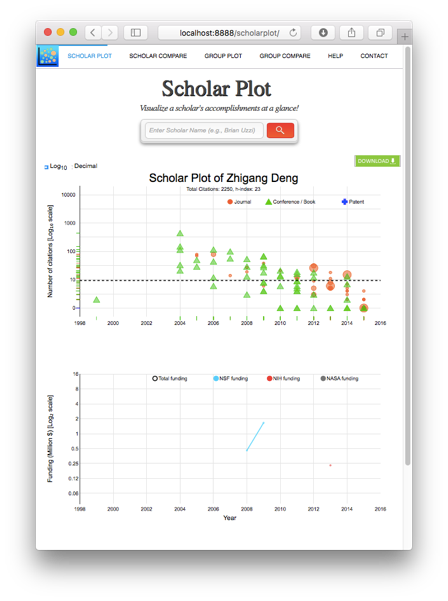 localhost:8888/scholarplot/
SCHOLAR PLOT SCHOLAR COMPARE GROUP PLOT GROUP COMPARE HELP CONTACT
Scholar Plot
Visualize a scholar's accomplishments at a glance!
Enter Scholar Name (e.g., Brian Uzzi)
Log10 Decimal
DOWNLOAD
Scholar Plot of Zhigang Deng
Total Citations: 2250, h-index: 23
Journal Conference / Book Patent
Number of citations [Log10 scale]
10000
1000
100
10
0
1998 2000 2002 2004 2006 2008 2010 2012 2014 2016
Total funding NSF funding NIH funding NASA funding
Funding (Million $) [Log2 scale]
16
8
4
2
1
0.5
0.25
0.12
0.06
1998 2000 2002 2004 2006 2008 2010 2012 2014 2016
Year